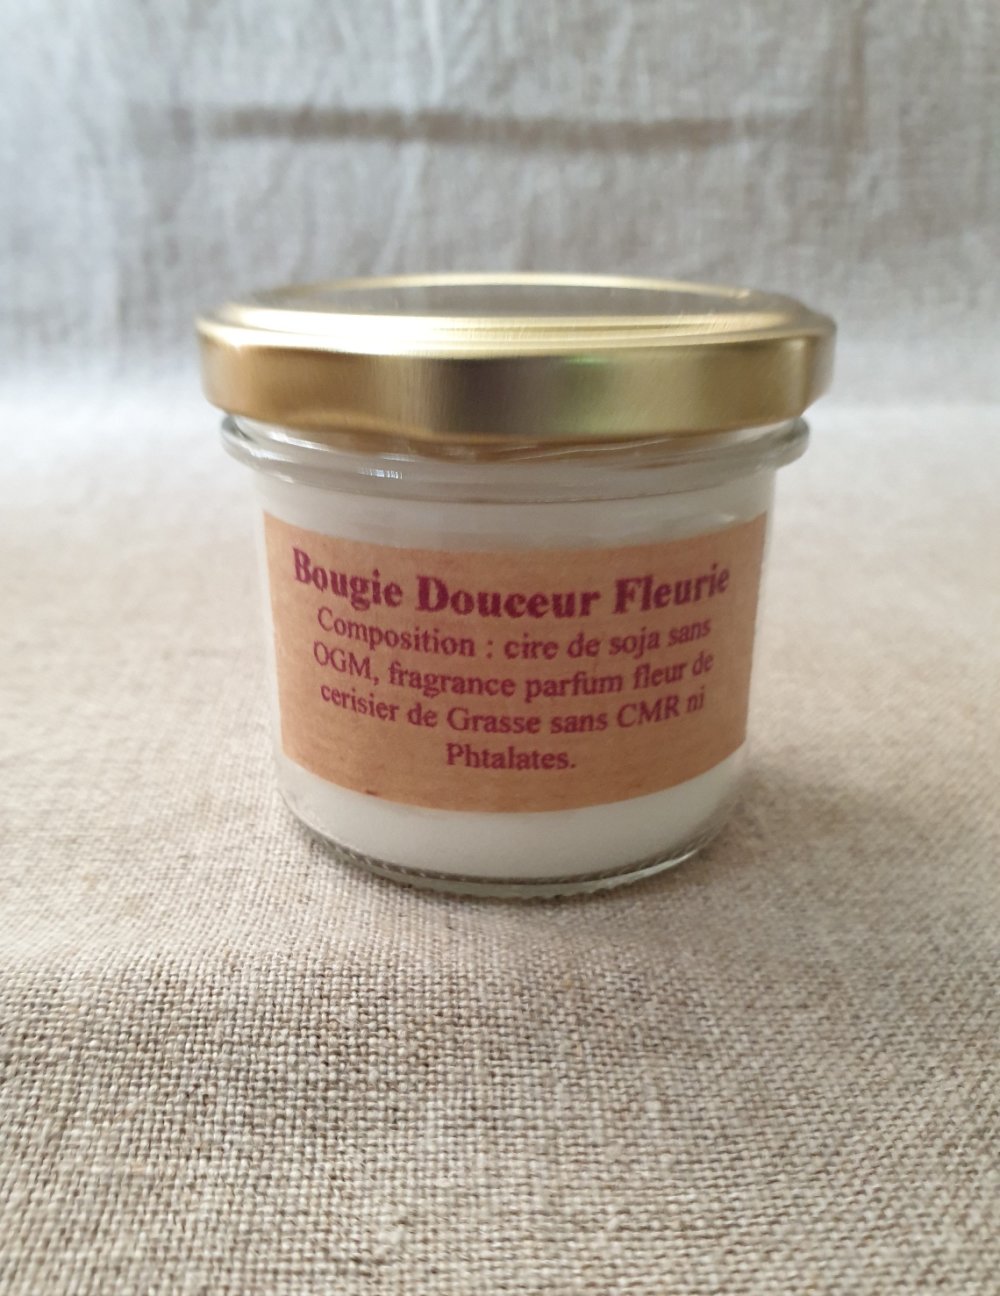 Bougie Douceur Fleurie
Composition : cire de soja sans
OGM, fragrance parfum fleur de
cerisier de Grasse sans CMR ni
Phtalates.